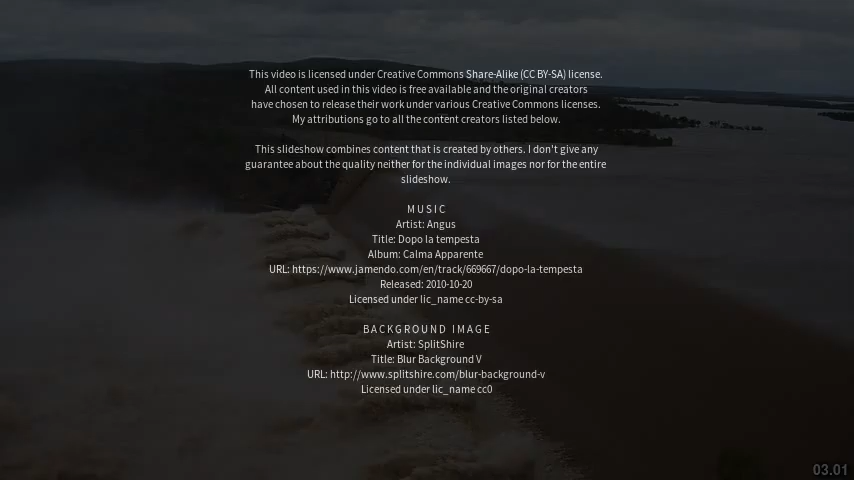 This video is licensed under Creative Commons Share-Alike (CC BY-SA) license.
All content used in this video is free available and the original creators
have chosen to release their work under various Creative Commons licenses.
My attributions go to all the content creators listed below.
This slideshow combines content that is created by others. I don't give any
guarantee about the quality neither for the individual images nor for the entire
slideshow.
MUSIC
Artist: Angus
Title: Dopo la tempesta
Album: Calma Apparente
URL: https://www.jamendo.com/en/track/669667/dopo-la-tempesta
Released: 2010-10-20
Licensed under lic_name cc-by-sa
BACKGROUND IMAGE
Artist: SplitShire
Title: Blur Background V
URL: http://www.splitshire.com/blur-background-v
Licensed under lic_name cc0
03.01